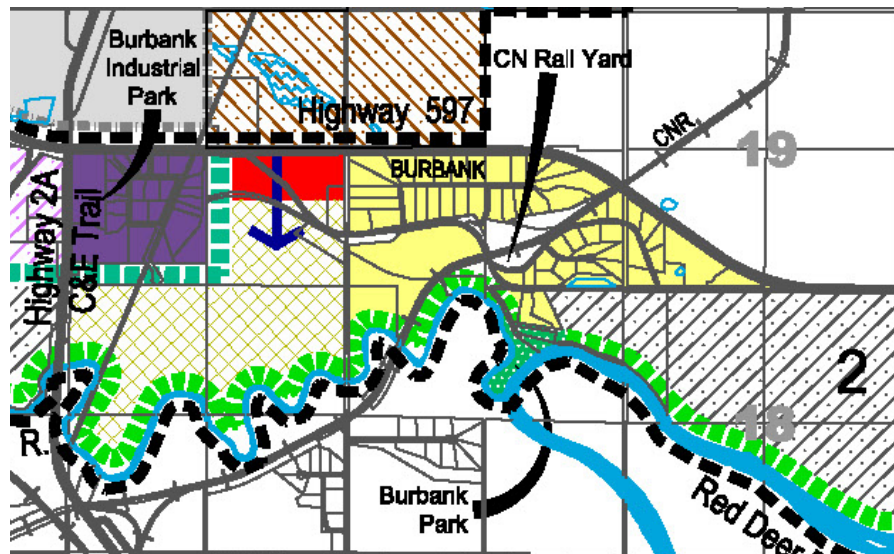 Burbank
Industrial
Park
CN Rail Yard
Highway 597
CNR
19
BURBANK
Highway 2A
C&E Trail
2
18
R.
Burbank
Park
Red Deer